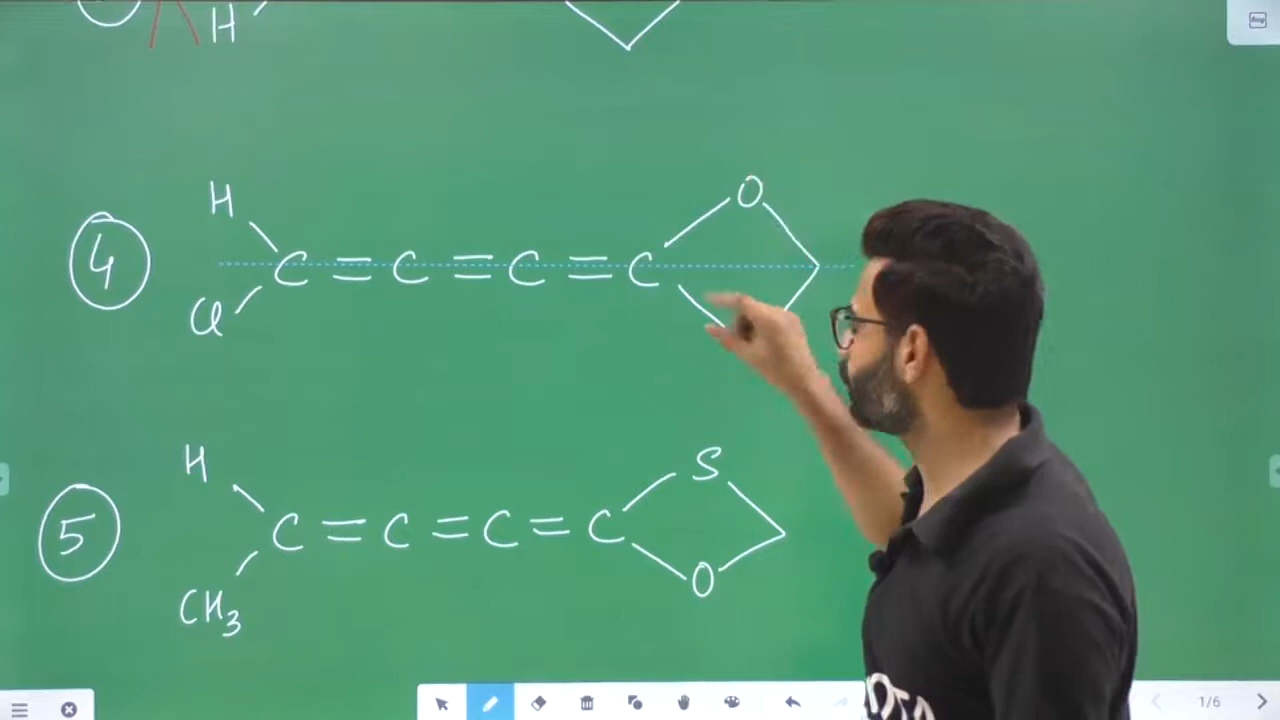 H
H
O
4 C = C = C = C
Cl
H
S
5 C = C = C = C
O
CH3
1/6